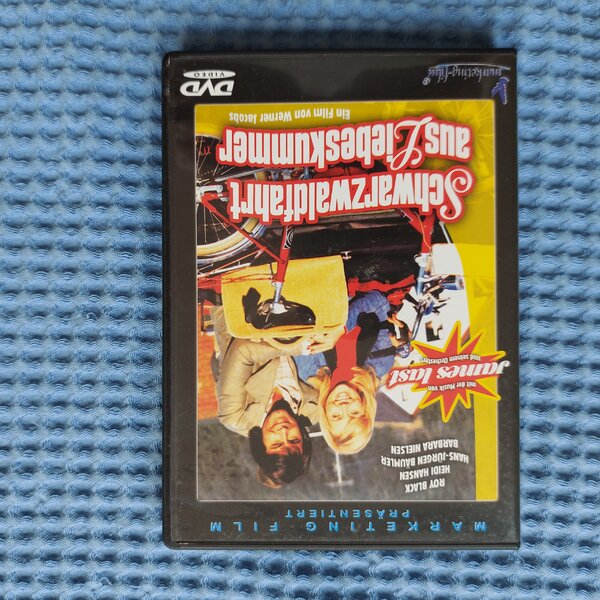 MARKETING FILM
PRÄSENTIERT
ROY BLACK
HEIDI HANSEN
HANS-JÜRGEN BÄUMLER
BARBARA NIELSEN
mit der Musik von
james last
und seinem Orchester
Schwarzwaldfahrt
aus Liebeskummer
Ein Film von Werner Jacobs
marketing-film
DVD
VIDEO